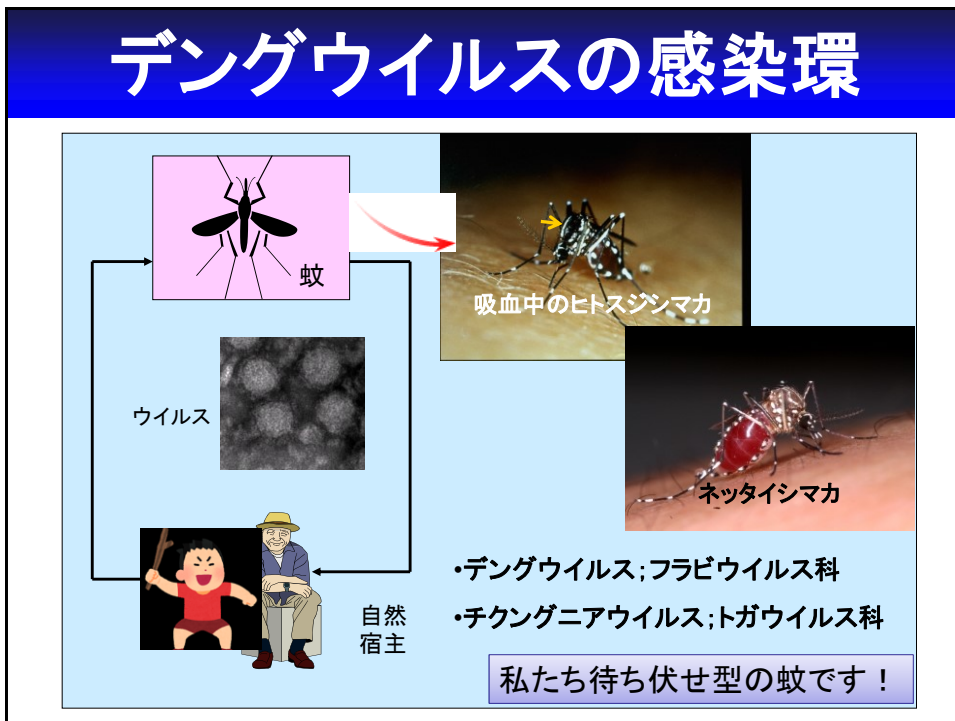 デングウイルスの感染環
蚊
吸血中のヒトスジシマカ
ウイルス
ネッタイシマカ
自然
宿主
•デングウイルス；フラビウイルス科
•チクングニアウイルス；トガウイルス科
私たち待ち伏せ型の蚊です！